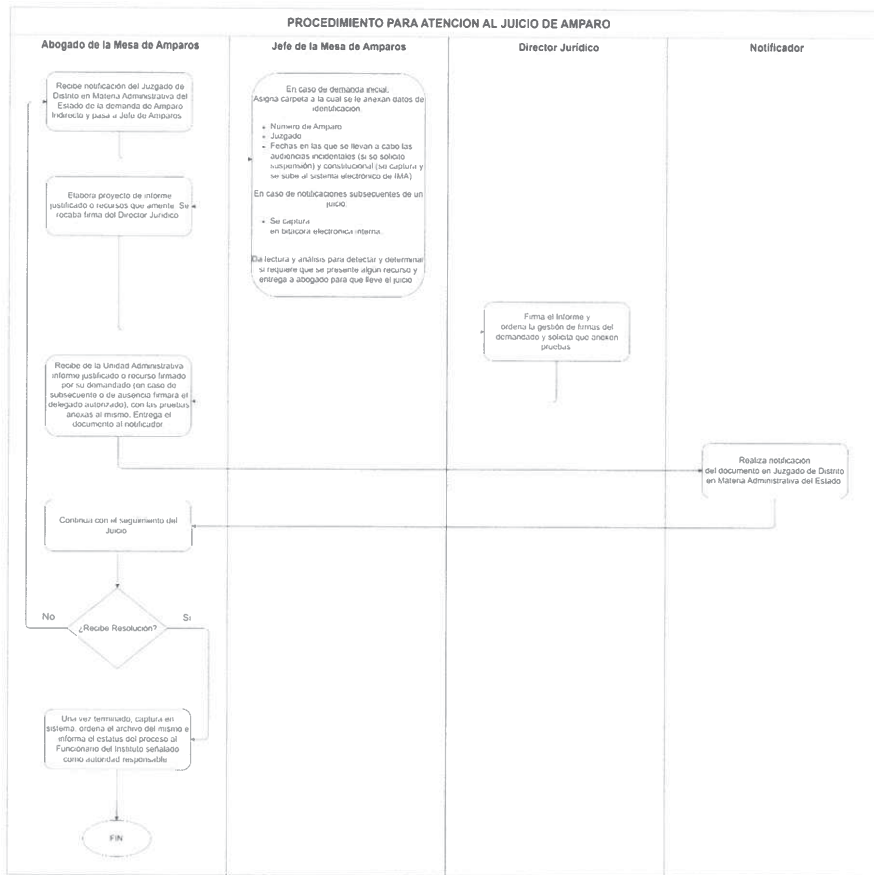 PROCEDIMIENTO PARA ATENCION AL JUICIO DE AMPARO
Abogado de la Mesa de Amparos
Jefe de la Mesa de Amparos
Director Jurídico
Notificador
Recibe notificación del Juzgado de
Distrito en Materia Administrativa del
Estado de la demanda de Amparo
Indirecto y pasa a Jefe de Amparos
En caso de demanda inicial.
Asigna carpeta a la cual se le anexan datos de
identificación.
• Numero de Amparo
• Juzgado
• Fechas en las que se llevan a cabo las
audiencias incidentales (si se solicito
suspensión) y constitucional (se captura y
se sube al sistema electrónico de IMA)
En caso de notificaciones subsecuentes de un
juicio.
• Se captura
en bitácora electrónica interna.
Da lectura y análisis para detectar y determinar
si requiere que se presente algún recurso y
entrega a abogado para que lleve el juicio
Elabora proyecto de informe
justificado o recursos que amerite. Se
recaba firma del Director Jurídico
Firma el Informe y
ordena la gestión de firmas del
demandado y solicita que anexen
pruebas
Recibe de la Unidad Administrativa
informe justificado o recurso firmado
por su demandado (en caso de
subsecuente o de ausencia firmará el
delegado autorizado), con las pruebas
anexas al mismo. Entrega el
documento al notificador
Realiza notificación
del documento en Juzgado de Distrito
en Materia Administrativa del Estado
Continua con el seguimiento del
Juicio
No
¿Recibe Resolución?
Si
Una vez terminado, captura en
sistema, ordena el archivo del mismo e
informa el estatus del proceso al
Funcionario del Instituto señalado
como autoridad responsable
FIN